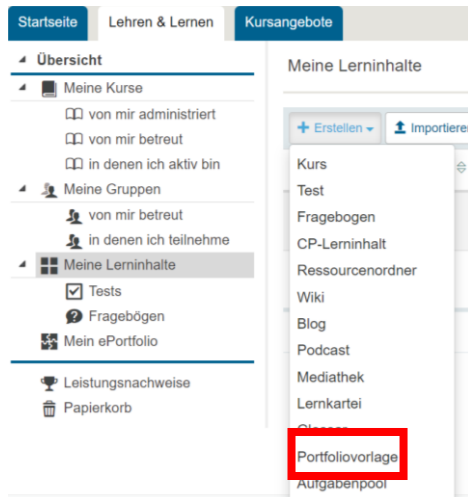 Startseite
Lehren & Lernen
Kursangebote
Übersicht
Meine Kurse
von mir administriert
von mir betreut
in denen ich aktiv bin
Meine Gruppen
von mir betreut
in denen ich teilnehme
Meine Lerninhalte
Tests
Fragebögen
Mein ePortfolio
Leistungsnachweise
Papierkorb
Meine Lerninhalte
+ Erstellen
Importieren
Kurs
Test
Fragebogen
CP-Lerninhalt
Ressourcenordner
Wiki
Blog
Podcast
Mediathek
Lernkartei
Portfoliovorlage
Aufgabenpool